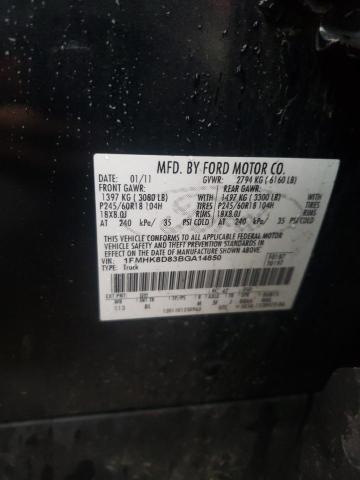 MFD. BY FORD MOTOR CO.
DATE: 01/11 GVWR: 2794 KG (6160 LB)
FRONT GAWR: REAR GAWR:
1397 KG (3080 LB) 1497 KG (3300 LB)
P245/60R18 104H TIRES P245/60R18 104H
18X8.0J RIMS 18X8.0J
AT 240 kPa/ 35 PSI COLD AT 240 kPa/ 35 PSI COLD
THIS VEHICLE CONFORMS TO ALL APPLICABLE FEDERAL MOTOR
VEHICLE SAFETY AND BUMPER, AND THEFT PREVENTION STANDARDS
IN EFFECT ON THE DATE OF MANUFACTURE SHOWN ABOVE.
VIN: 1FMHK8D83BGA14650
TYPE: Truck
EXT PNT: